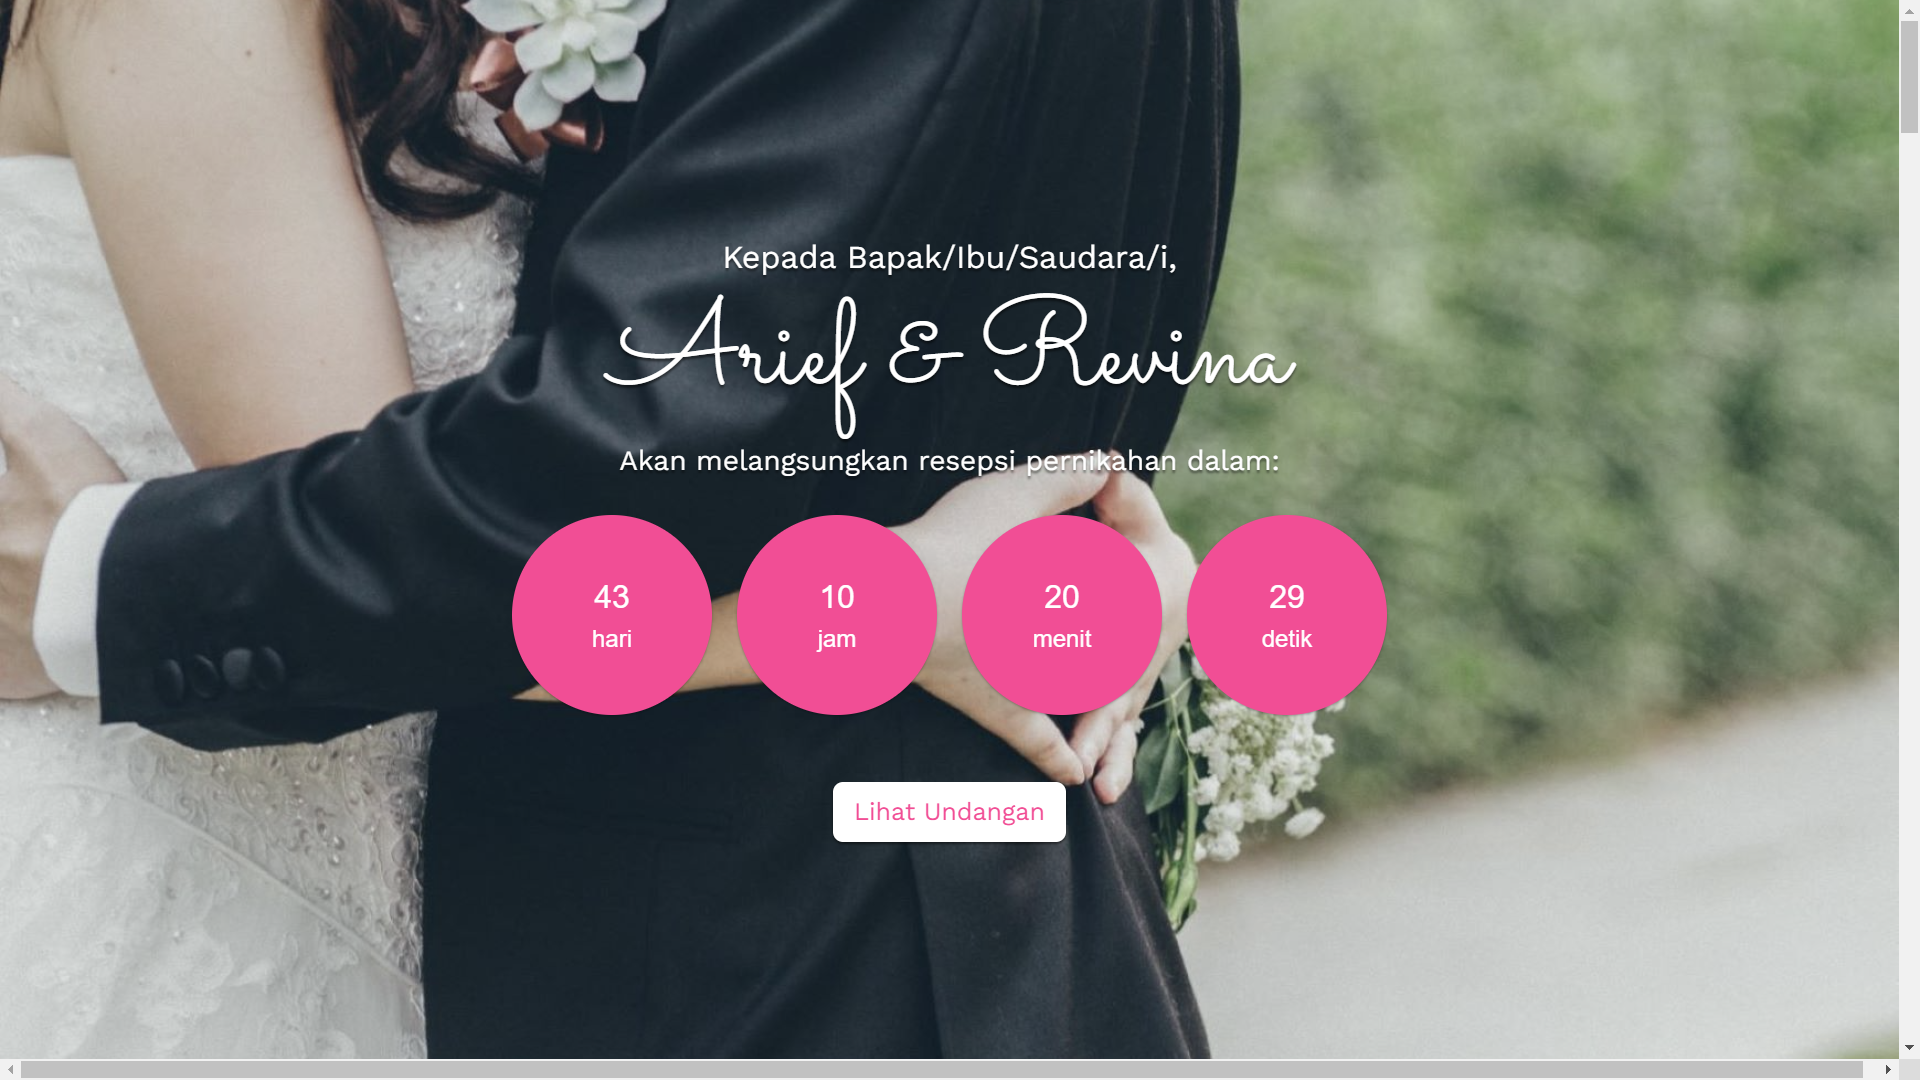 Kepada Bapak/Ibu/Saudara/i,
Arief & Revina
Akan melangsungkan resepsi pernikahan dalam:
43
hari
10
jam
20
menit
29
detik
Lihat Undangan